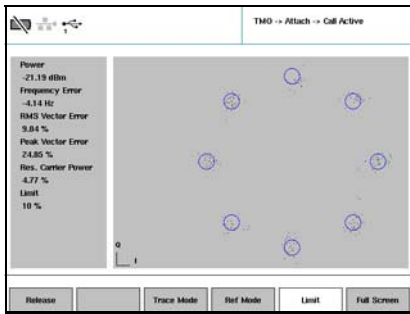 TMO -> Attach -> Call Active
1
Power
-21.19 dBm
Frequency Error
-4.14 Hz
RMS Vector Error
9.84 %
Peak Vector Error
24.85 %
Res. Carrier Power
4.77 %
Limit
10 %
Q
I
Release
Trace Mode
Ref Mode
Limit
Full Screen